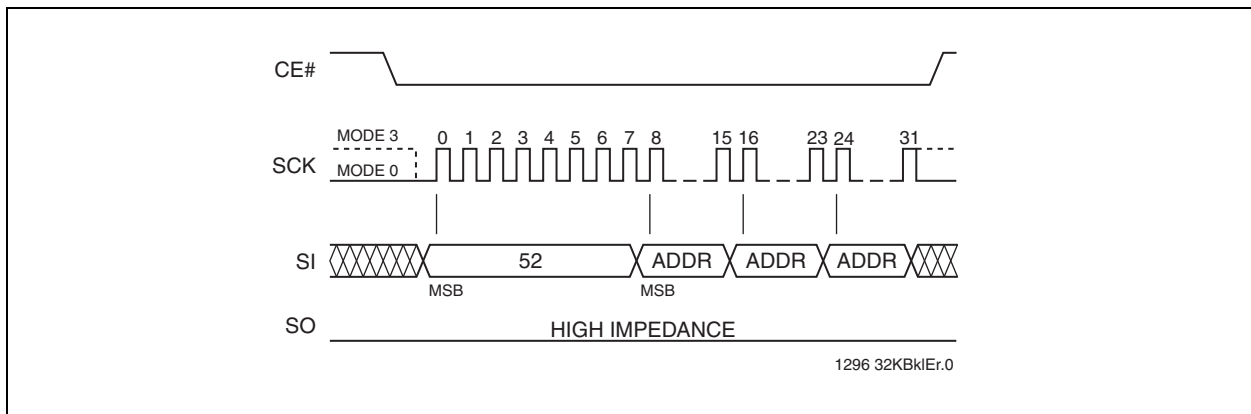 CE#
MODE 3
0 1 2 3 4 5 6 7 8 15 16 23 24 31
SCK
MODE 0
SI 52 ADDR ADDR ADDR
MSB MSB
SO HIGH IMPEDANCE
1296 32KBklEr.0